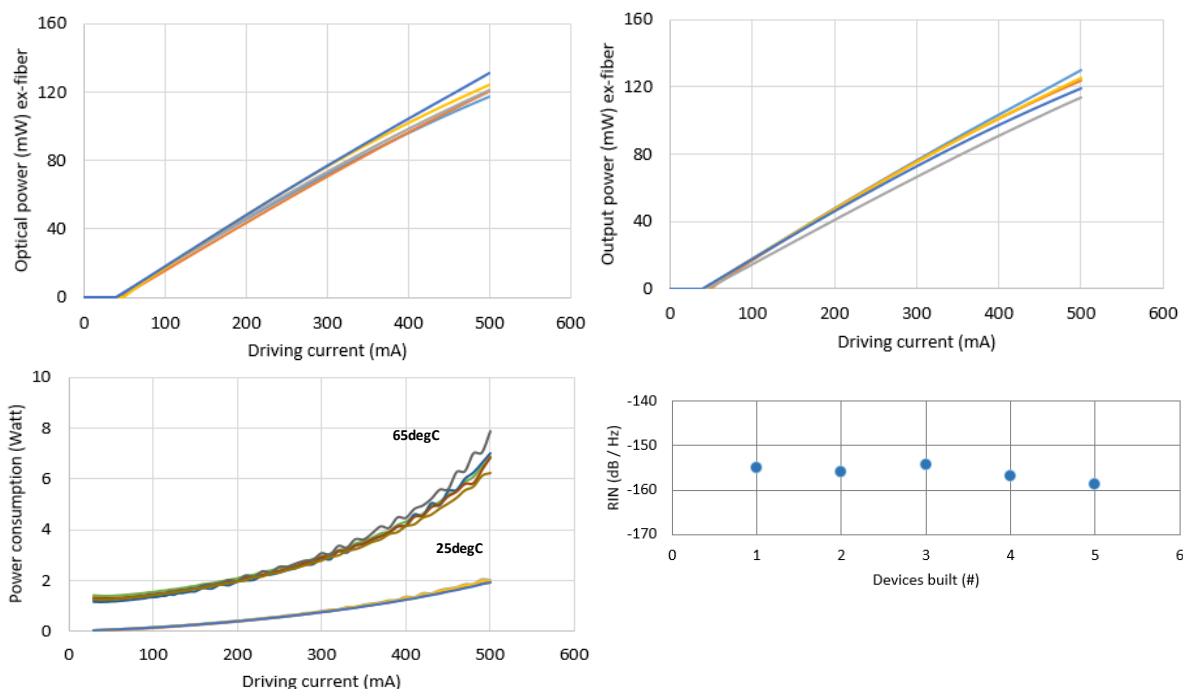 Optical power (mW) ex-fiber
160
120
80
40
0
0 100 200 300 400 500 600
Driving current (mA)
Output power (mW) ex-fiber
160
120
80
40
0
0 100 200 300 400 500 600
Driving current (mA)
Power consumption (Watt)
10
8
6
4
2
0
65degC
25degC
0 100 200 300 400 500 600
Driving current (mA)
RIN (dB / Hz)
-140
-150
-160
-170
0 1 2 3 4 5 6
Devices built (#)